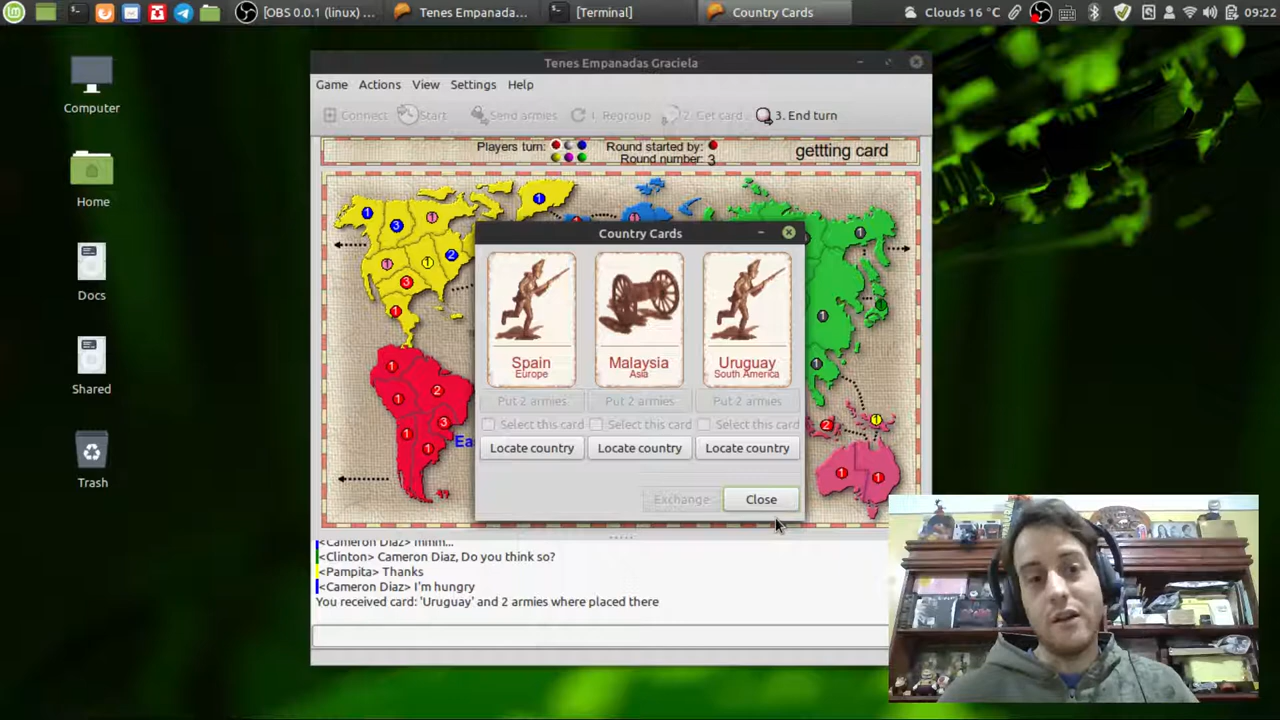 [OBS 0.0.1 (linux) ...
Tenes Empanada...
[Terminal]
Country Cards
Clouds 16 °C
09:22
Computer
Home
Docs
Shared
Trash
Tenes Empanadas Graciela
Game Actions View Settings Help
Connect Start Send armies 1. Regroup 2. Get card 3. End turn
Players turn:
Round started by:
Round number: 3
gettting card
Country Cards
Spain
Europe
Malaysia
Asia
Uruguay
South America
Put 2 armies Put 2 armies Put 2 armies
Select this card Select this card Select this card
Locate country Locate country Locate country
Exchange Close
<Cameron Diaz> mmm...
<Clinton> Cameron Diaz, Do you think so?
<Pampita> Thanks
<Cameron Diaz> I'm hungry
You received card: 'Uruguay' and 2 armies where placed there